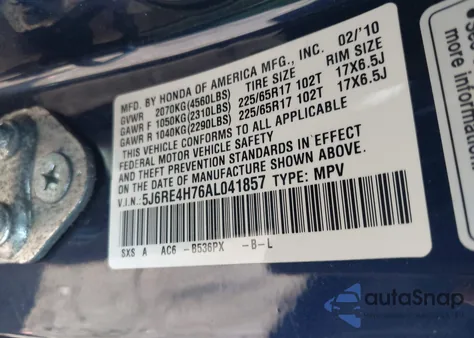 MFD. BY HONDA OF AMERICA MFG., INC. 02/'10
GVWR 2070KG(4560LBS) TIRE SIZE RIM SIZE
GAWR F 1050KG(2310LBS) 225/65R17 102T 17X6.5J
GAWR R 1040KG(2290LBS) 225/65R17 102T 17X6.5J
THIS VEHICLE CONFORMS TO ALL APPLICABLE
FEDERAL MOTOR VEHICLE SAFETY
AND THEFT PREVENTION STANDARDS IN EFFECT
ON THE DATE OF MANUFACTURE SHOWN ABOVE.
V.I.N: 5J6RE4H76AL041857 TYPE: MPV
SXS A AC6 -B536PX -B-L
autoSnap